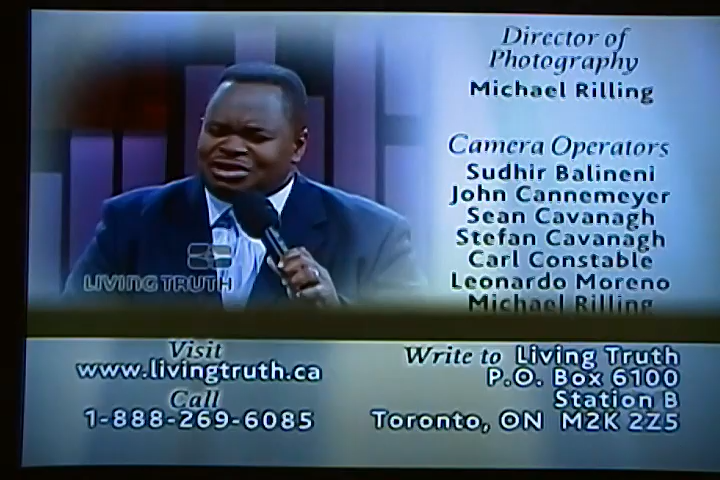 Director of
Photography
Michael Rilling
Camera Operators
Sudhir Balineni
John Cannemeyer
Sean Cavanagh
Stefan Cavanagh
Carl Constable
Leonardo Moreno
Michael Rilling
LIVING TRUTH
Visit
www.livingtruth.ca
Call
1-888-269-6085
Write to Living Truth
P.O. Box 6100
Station B
Toronto, ON M2K 2Z5